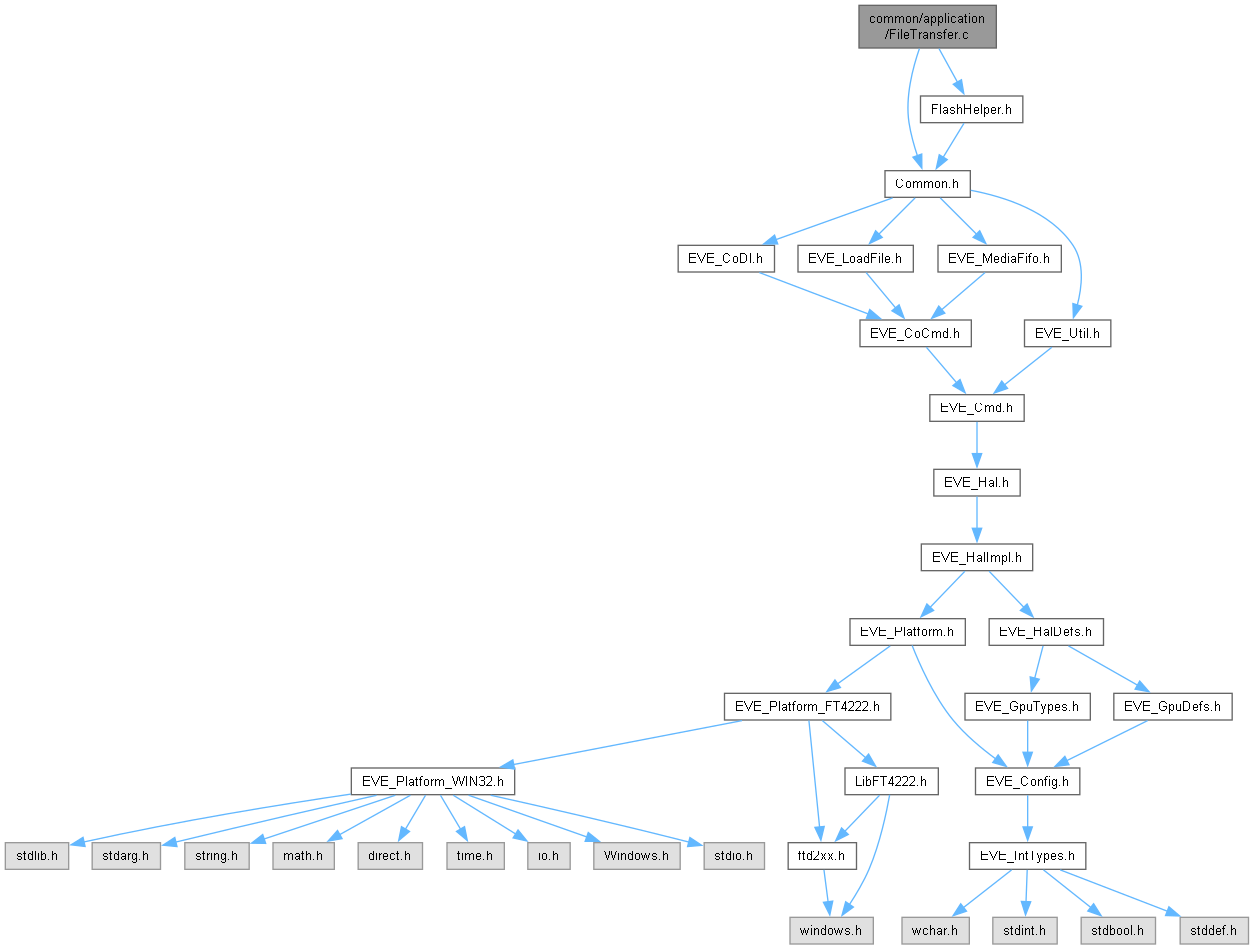 common/application
/FileTransfer.c
FlashHelper.h
Common.h
EVE_CoDl.h
EVE_LoadFile.h
EVE_MediaFifo.h
EVE_CoCmd.h
EVE_Util.h
EVE_Cmd.h
EVE_Hal.h
EVE_HalImpl.h
EVE_Platform.h
EVE_HalDefs.h
EVE_Platform_FT4222.h
EVE_GpuTypes.h
EVE_GpuDefs.h
EVE_Platform_WIN32.h
LibFT4222.h
EVE_Config.h
stdlib.h
stdarg.h
string.h
math.h
direct.h
time.h
io.h
Windows.h
stdio.h
ftd2xx.h
EVE_IntTypes.h
windows.h
wchar.h
stdint.h
stdbool.h
stddef.h